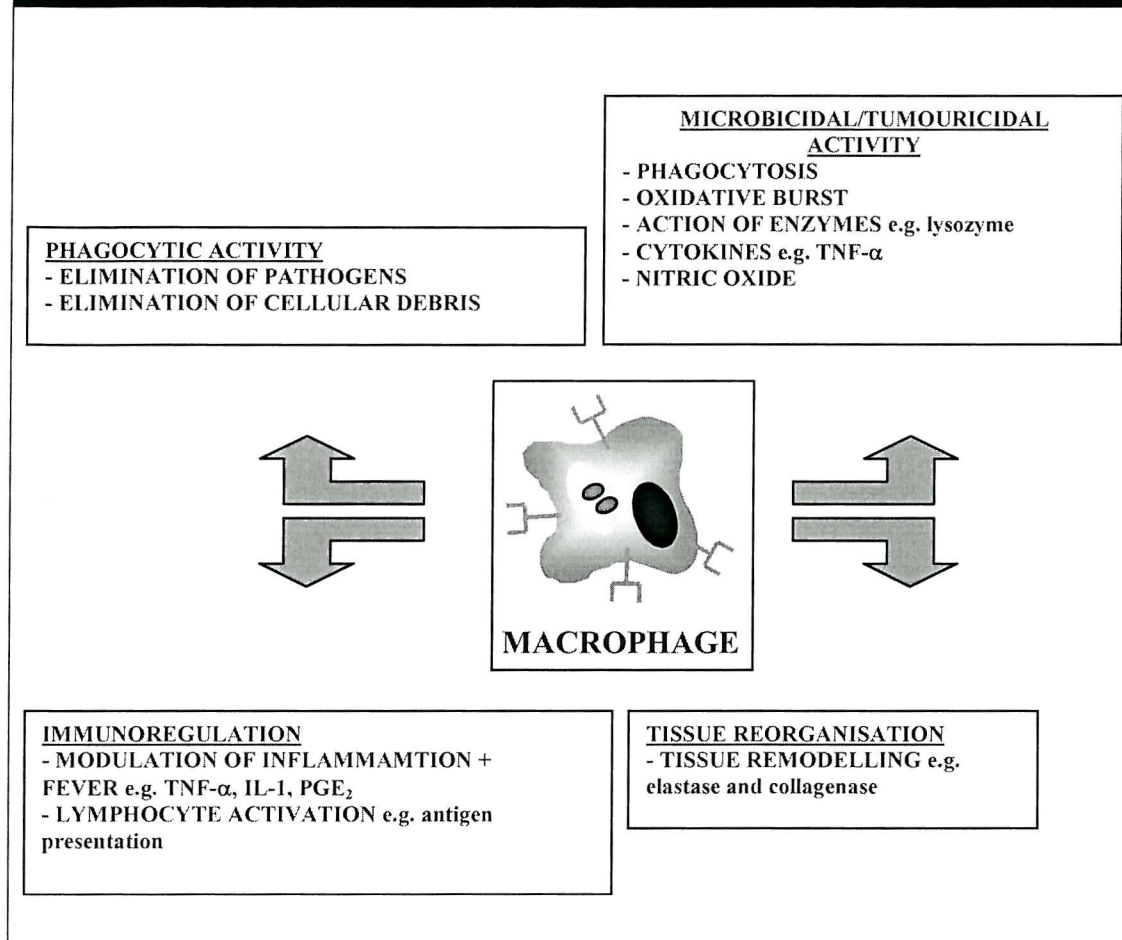 MICROBICIDAL/TUMOURICIDAL
ACTIVITY
- PHAGOCYTOSIS
- OXIDATIVE BURST
- ACTION OF ENZYMES e.g. lysozyme
- CYTOKINES e.g. TNF-α
- NITRIC OXIDE
PHAGOCYTIC ACTIVITY
- ELIMINATION OF PATHOGENS
- ELIMINATION OF CELLULAR DEBRIS
MACROPHAGE
IMMUNOREGULATION
- MODULATION OF INFLAMMAMTION +
FEVER e.g. TNF-α, IL-1, PGE₂
- LYMPHOCYTE ACTIVATION e.g. antigen
presentation
TISSUE REORGANISATION
- TISSUE REMODELLING e.g.
elastase and collagenase